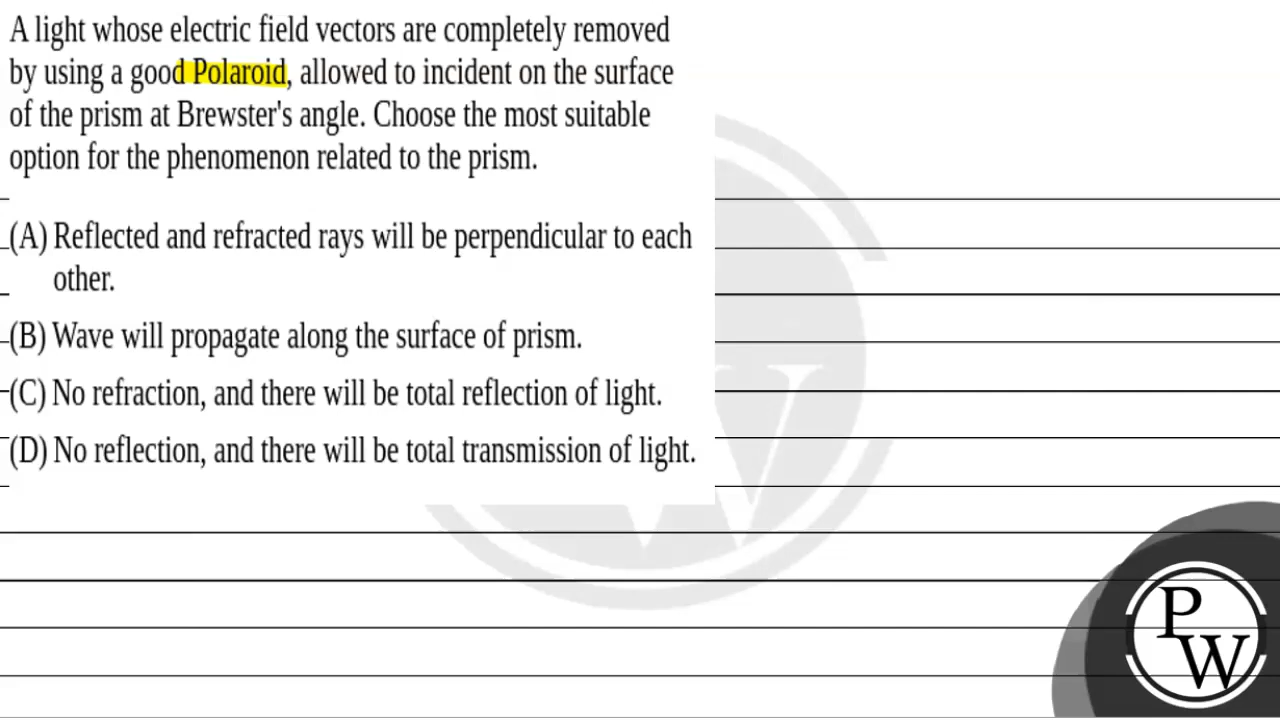 A light whose electric field vectors are completely removed
by using a good Polaroid, allowed to incident on the surface
of the prism at Brewster's angle. Choose the most suitable
option for the phenomenon related to the prism.
(A) Reflected and refracted rays will be perpendicular to each
other.
(B) Wave will propagate along the surface of prism.
(C) No refraction, and there will be total reflection of light.
(D) No reflection, and there will be total transmission of light.
P
W